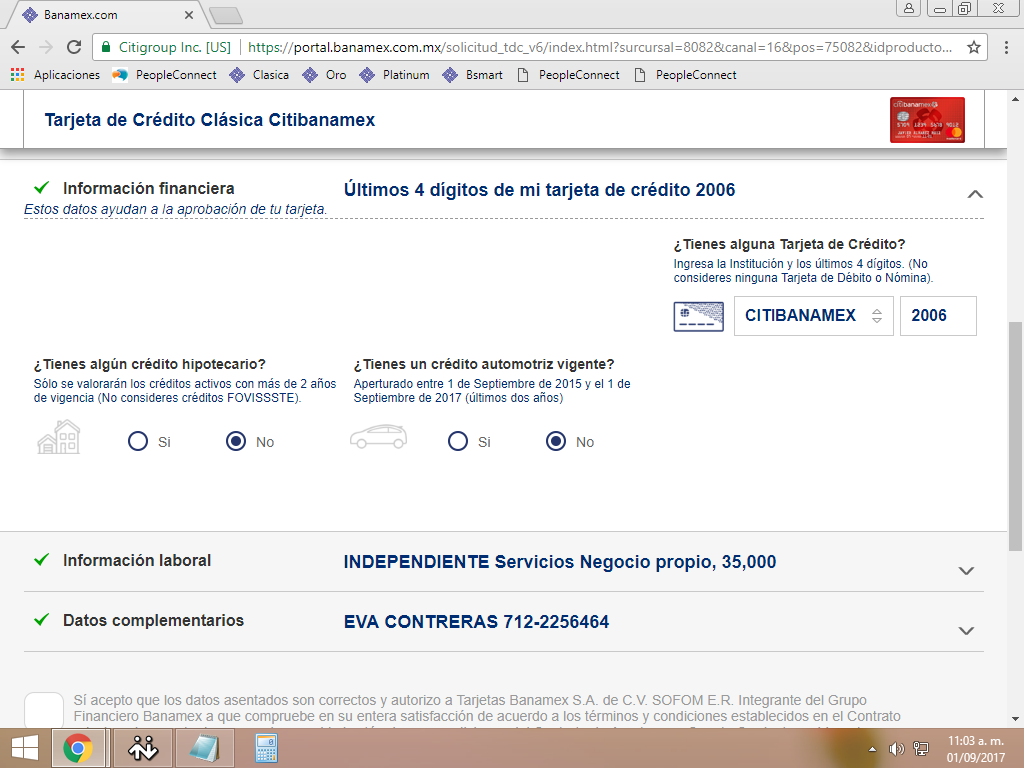 Banamex.com
Citigroup Inc. [US] https://portal.banamex.com.mx/solicitud_tdc_v6/index.html?surcursal=8082&canal=16&pos=75082&idproducto...
Aplicaciones PeopleConnect Clasica Oro Platinum Bsmart PeopleConnect PeopleConnect
Tarjeta de Crédito Clásica Citibanamex
citibanamex
Información financiera Últimos 4 dígitos de mi tarjeta de crédito 2006
Estos datos ayudan a la aprobación de tu tarjeta.
¿Tienes alguna Tarjeta de Crédito?
Ingresa la Institución y los últimos 4 dígitos. (No
consideres ninguna Tarjeta de Débito o Nómina).
CITIBANAMEX 2006
¿Tienes algún crédito hipotecario? ¿Tienes un crédito automotriz vigente?
Sólo se valorarán los créditos activos con más de 2 años Aperturado entre 1 de Septiembre de 2015 y el 1 de
de vigencia (No consideres créditos FOVISSSTE). Septiembre de 2017 (últimos dos años)
Si No Si No
Información laboral INDEPENDIENTE Servicios Negocio propio, 35,000
Datos complementarios EVA CONTRERAS 712-2256464
Sí acepto que los datos asentados son correctos y autorizo a Tarjetas Banamex S.A. de C.V. SOFOM E.R. Integrante del Grupo
Financiero Banamex a que compruebe en su entera satisfacción de acuerdo a los términos y condiciones establecidos en el Contrato
11:03 a. m.
01/09/2017